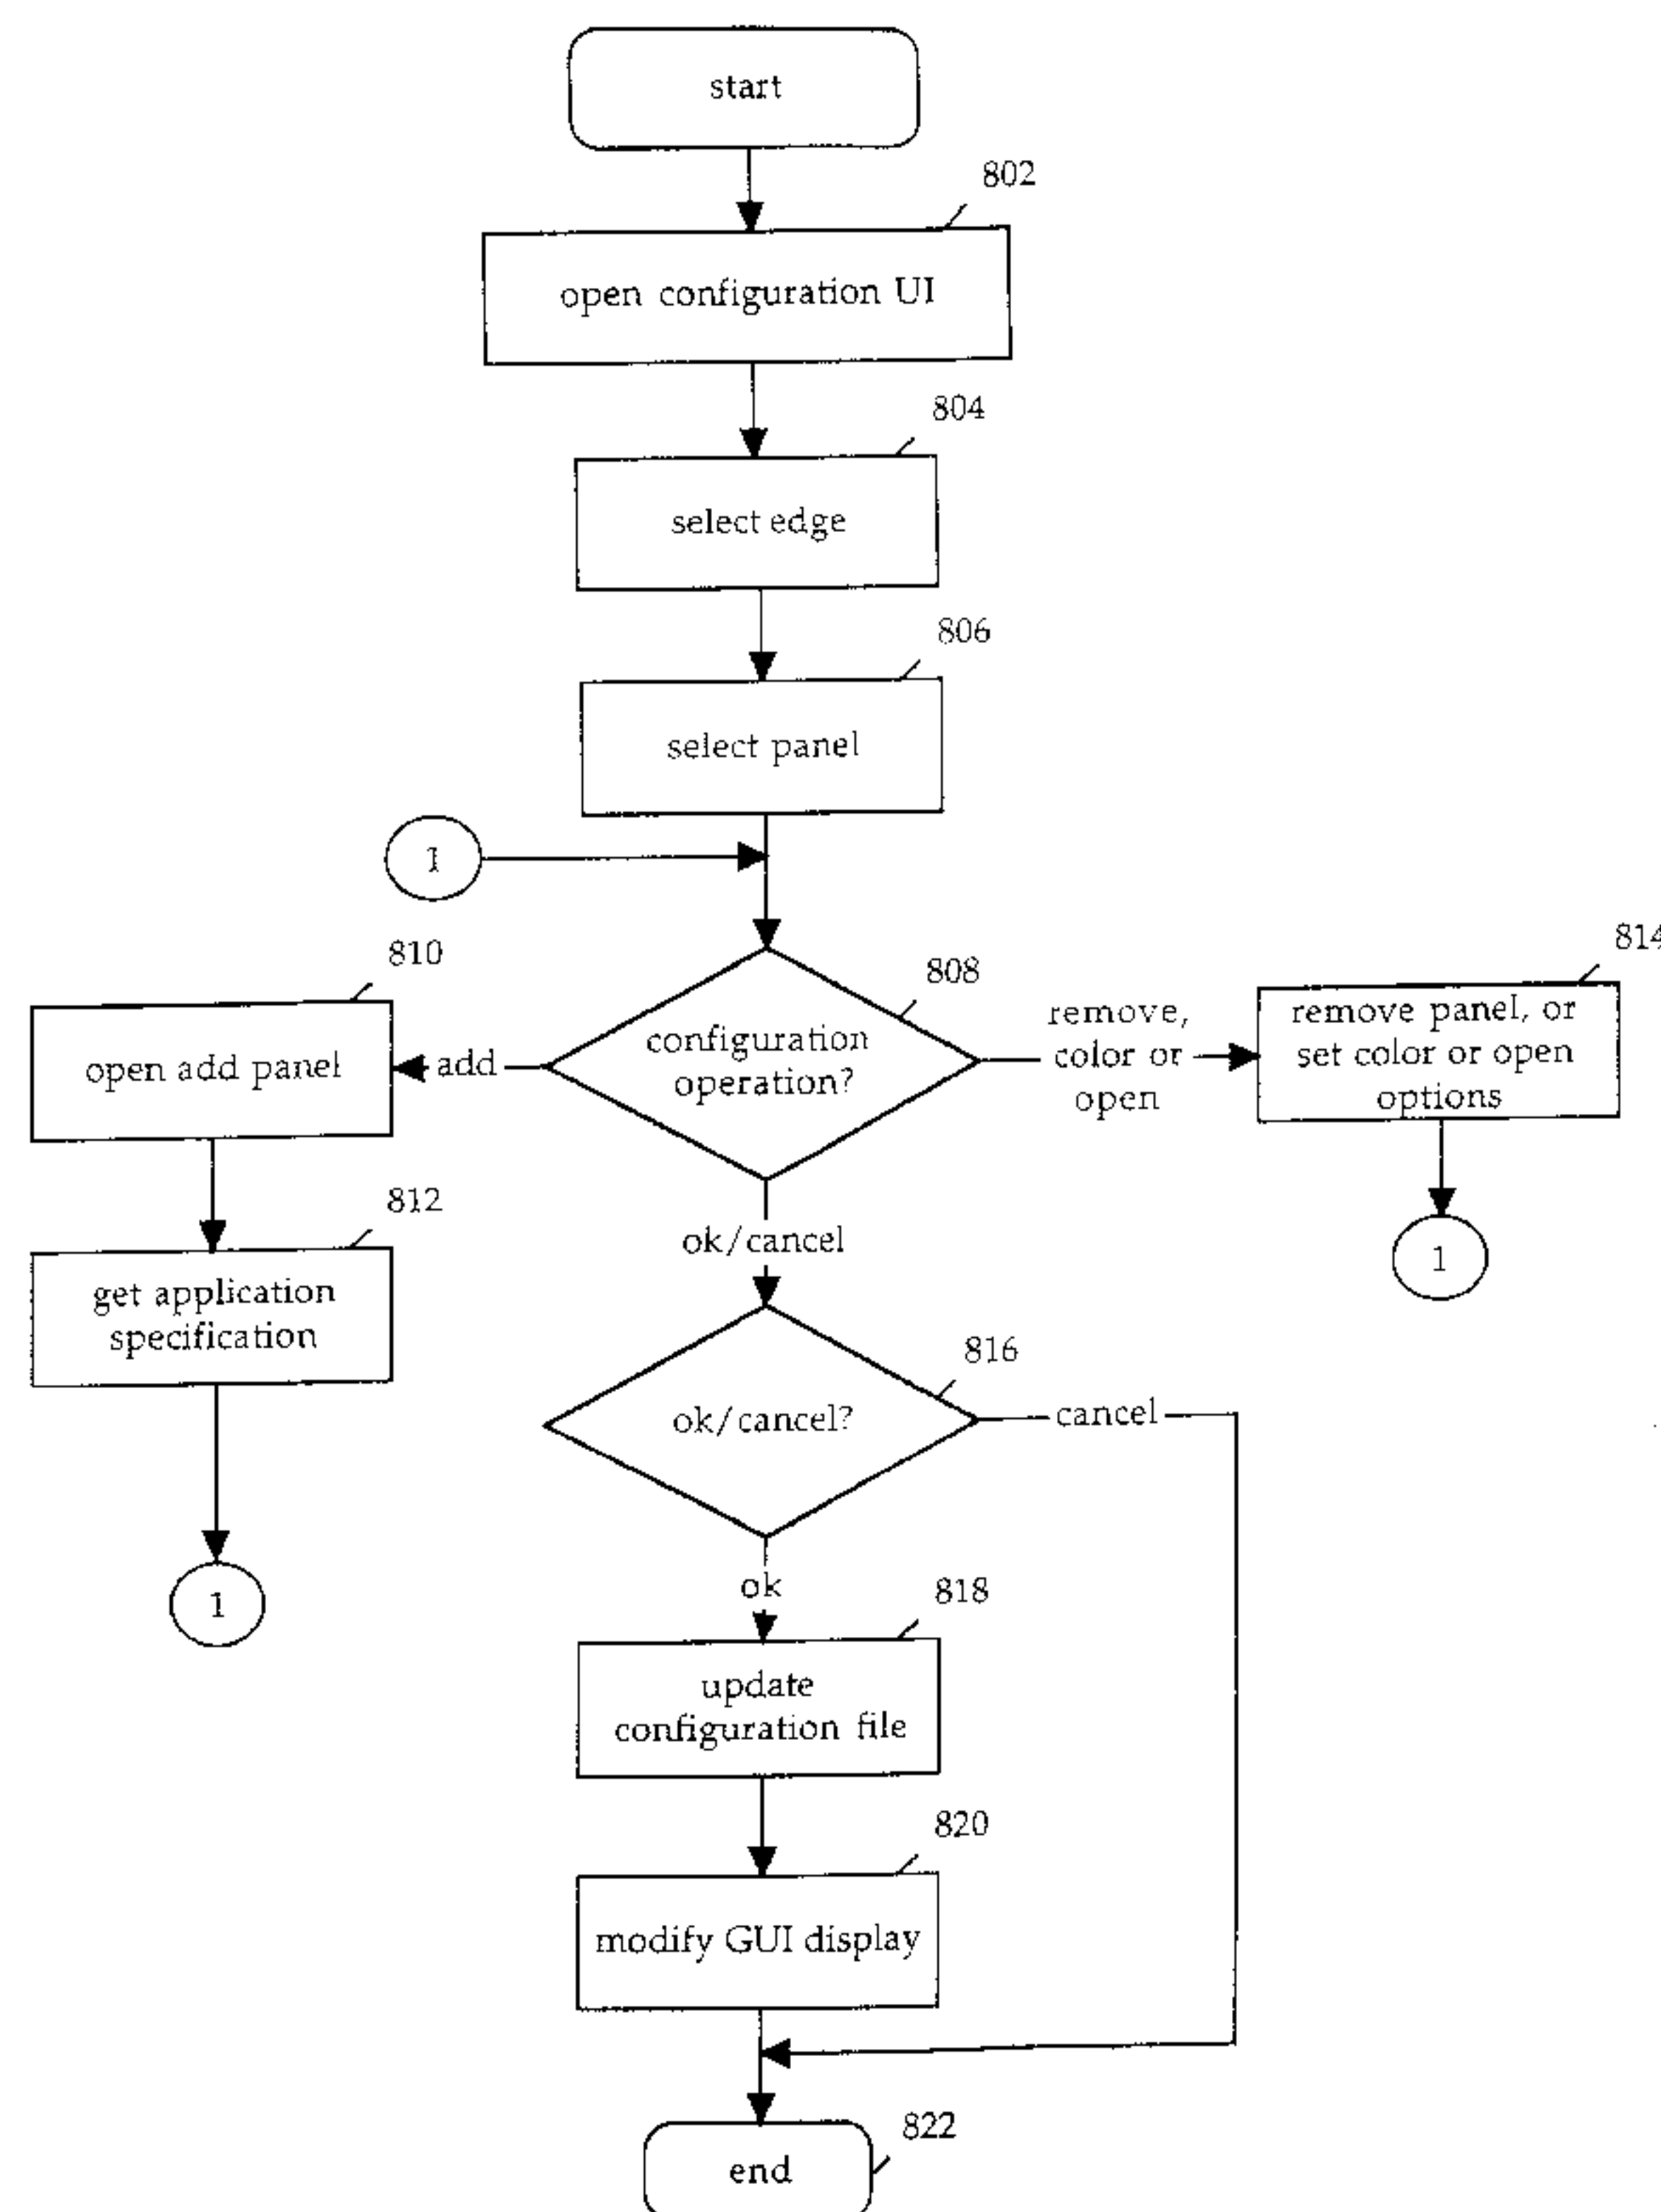 start
802
open configuration UI
804
select edge
806
select panel
1
810
808
814
open add panel
add
configuration
operation?
remove,
color or
open
remove panel, or
set color or open
options
812
get application
specification
ok/cancel
1
816
ok/cancel?
cancel
1
ok
818
update
configuration file
820
modify GUI display
822
end